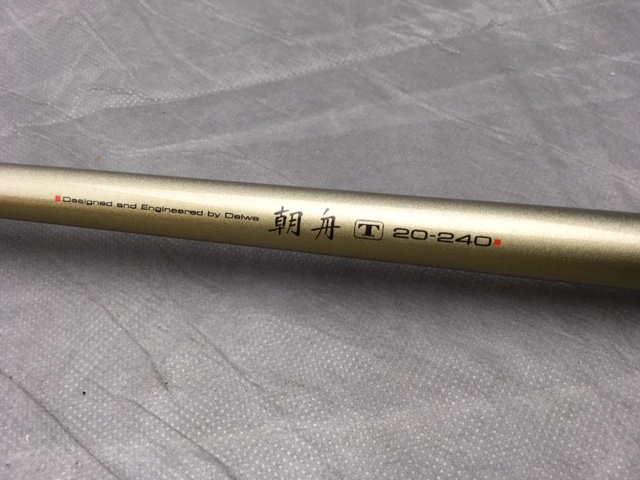 Designed and Engineered by Daiwa 朝舟 T 20-240